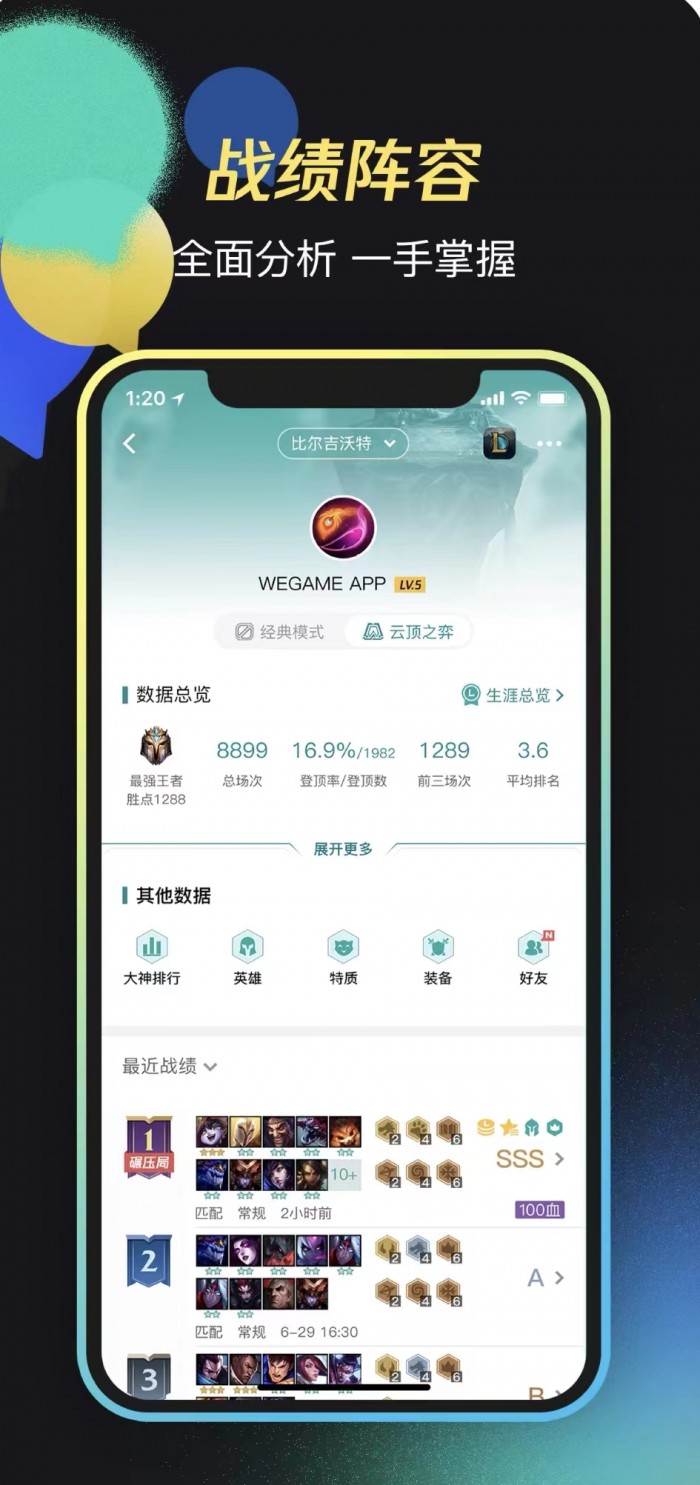 战绩阵容
全面分析 一手掌握
1:20
比尔吉沃特
WEGAME APP LV.5
经典模式 云顶之弈
数据总览 生涯总览
8899 16.9%/1982 1289 3.6
最强王者 总场次 登顶率/登顶数 前三场次 平均排名
胜点1288
展开更多
其他数据
N
大神排行 英雄 特质 装备 好友
最近战绩
1 2 4 6
碾压局 SSS
10+ 2 4 6
匹配 常规 2小时前 100血
2 2 4 6
A
2 4 6
匹配 常规 6-29 16:30
3 2 4 6
B